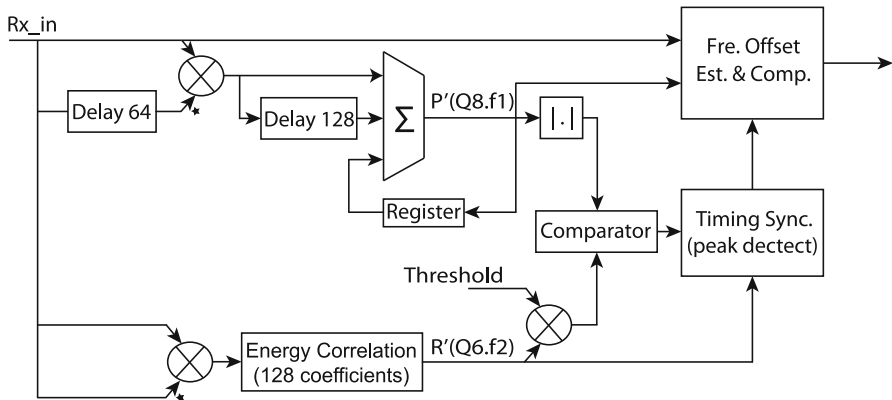 Rx_in
Fre. Offset
Est. & Comp.
Delay 64
*
Delay 128
Σ
P'(Q8.f1)
|.|
Register
Comparator
Timing Sync.
(peak dectect)
Threshold
Energy Correlation
(128 coefficients)
R'(Q6.f2)
*